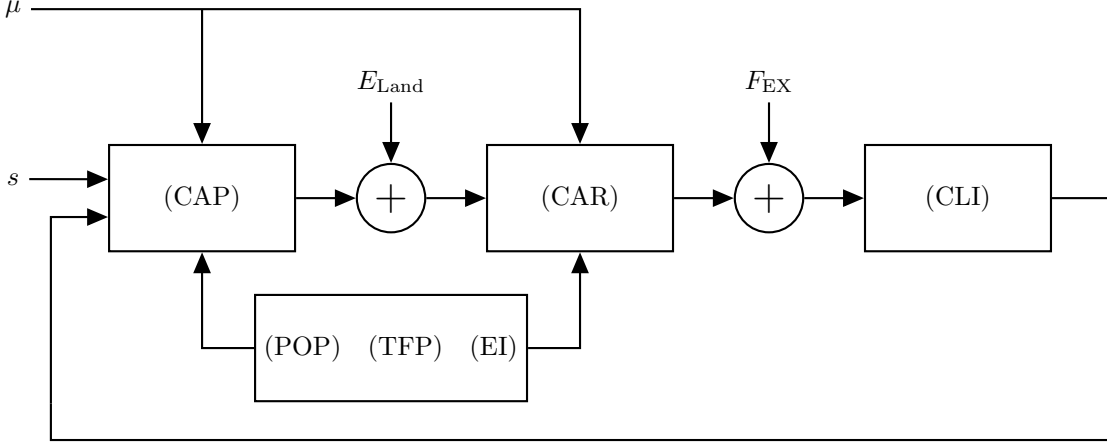 μ
E_Land
F_EX
s
(CAP)
+
(CAR)
+
(CLI)
(POP) (TFP) (EI)